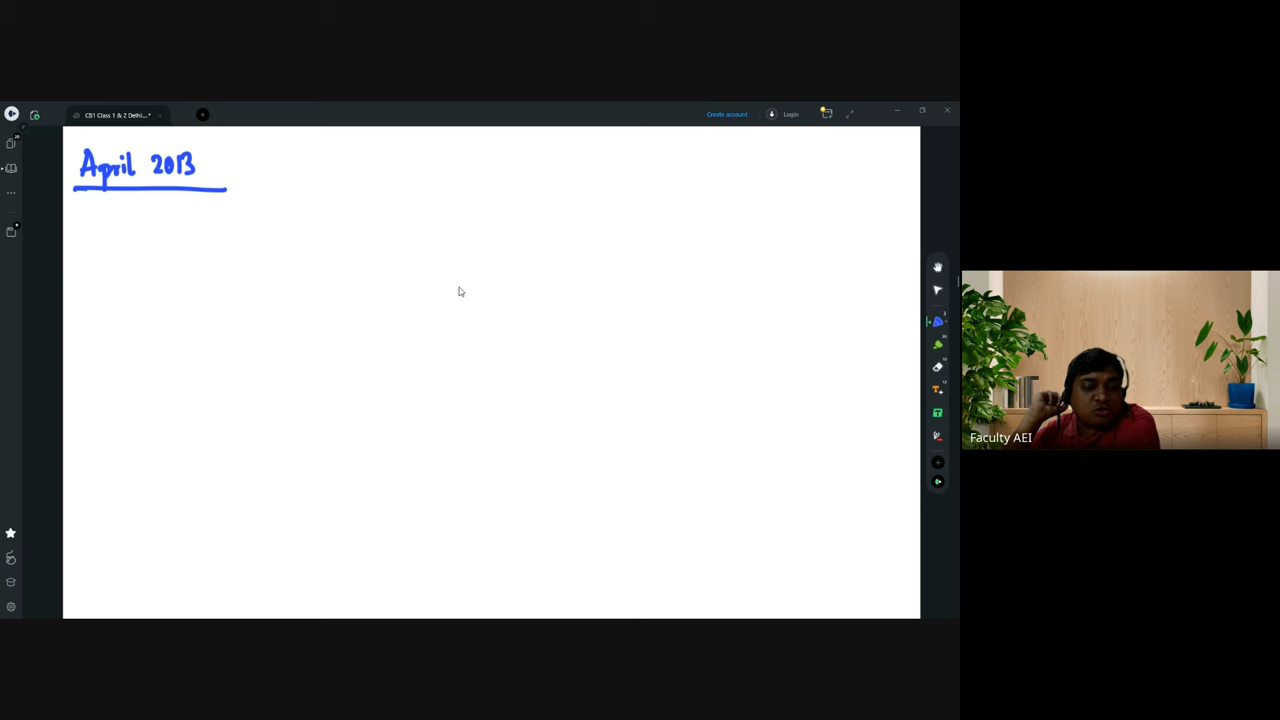 CB1 Class 1 & 2 Delhi...*
Create account
Login
April 2013
Faculty AEI